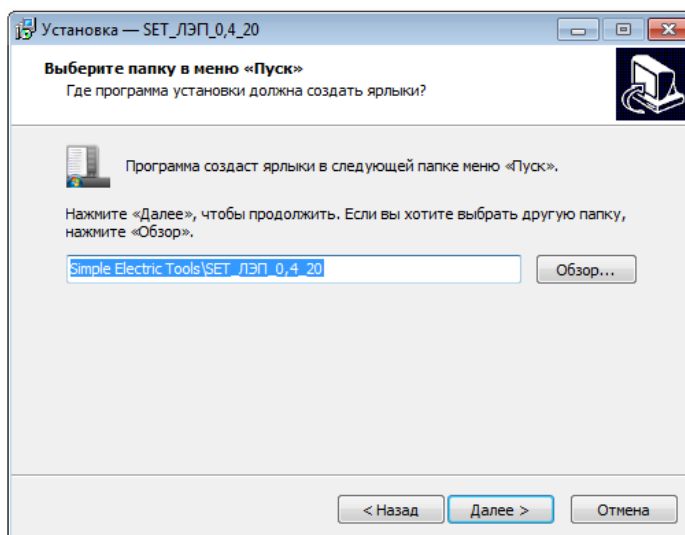 Установка — SET_ЛЭП_0,4_20
Выберите папку в меню «Пуск»
Где программа установки должна создать ярлыки?
Программа создаст ярлыки в следующей папке меню «Пуск».
Нажмите «Далее», чтобы продолжить. Если вы хотите выбрать другую папку,
нажмите «Обзор».
Simple Electric Tools\SET_ЛЭП_0,4_20
Обзор...
< Назад
Далее >
Отмена